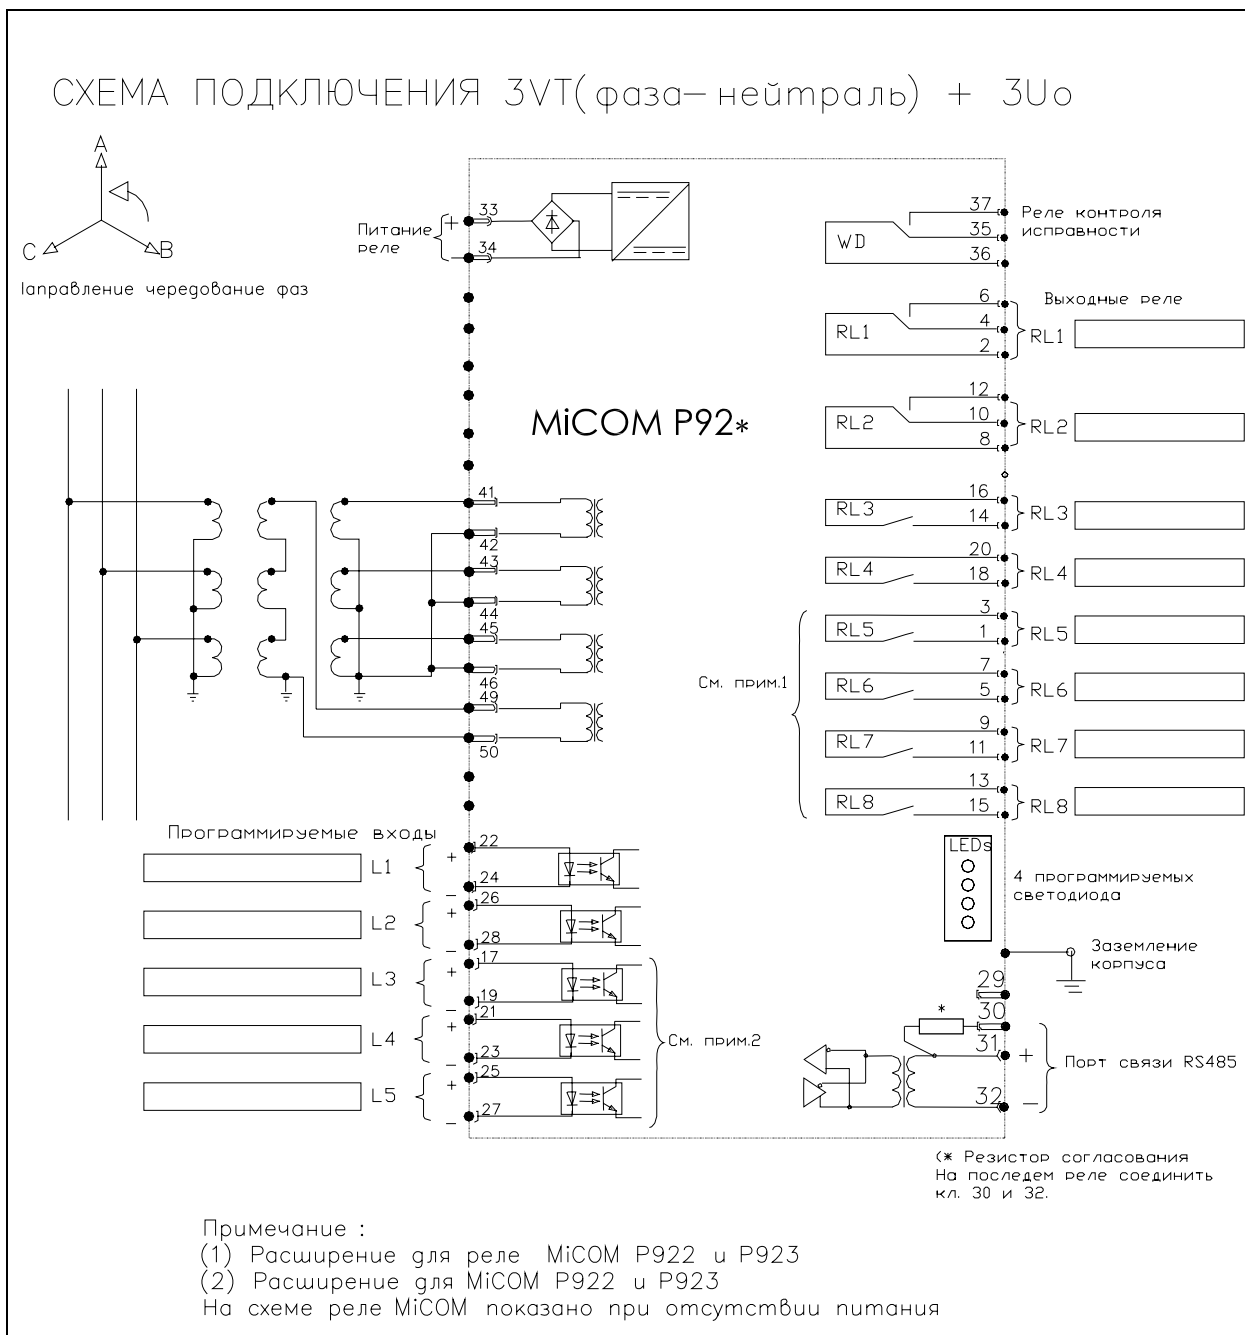 СХЕМА ПОДКЛЮЧЕНИЯ 3VT(фаза-нейтраль) + 3Uo
A
C
B
Iаправление чередование фаз
Питание
реле
+
33
−
34
37
35
36
WD
Реле контроля
исправности
Выходные реле
6
4
2
RL1
RL1
MiCOM P92*
12
10
8
RL2
RL2
41
42
43
44
45
46
49
50
16
14
RL3
RL3
20
18
RL4
RL4
См. прим.1
3
1
RL5
RL5
7
5
RL6
RL6
9
11
RL7
RL7
13
15
RL8
RL8
Программируемые входы
L1
+
−
22
24
L2
+
−
26
28
L3
+
−
17
19
L4
+
−
21
23
L5
+
−
25
27
См. прим.2
LEDs
4 программируемых
светодиода
Заземление
корпуса
29
30
*
31
+
32
−
Порт связи RS485
(* Резистор согласования
На последем реле соединить
кл. 30 и 32.
Примечание :
(1) Расширение для реле MiCOM P922 и P923
(2) Расширение для MiCOM P922 и P923
На схеме реле MiCOM показано при отсутствии питания